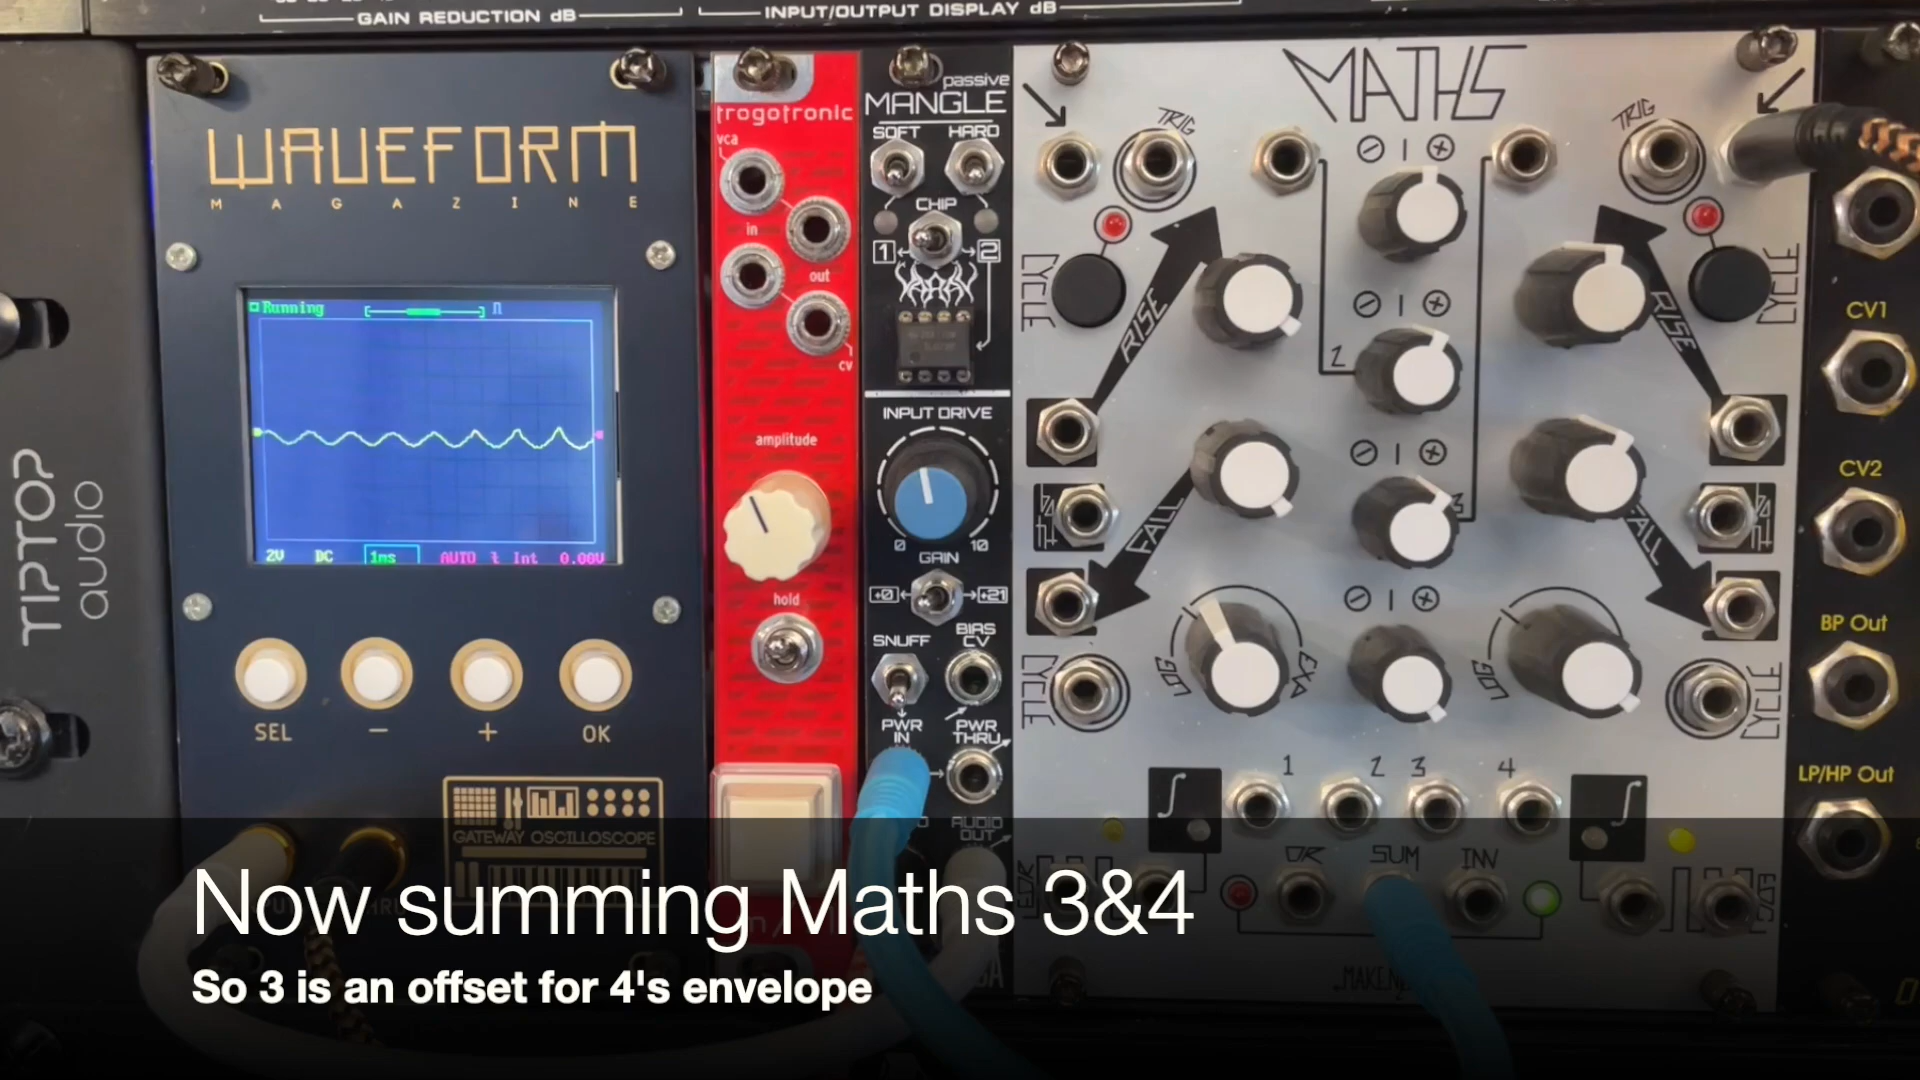 GAIN REDUCTION dB
INPUT/OUTPUT DISPLAY dB
TIPTOP
audio
WAVEFORM
MAGAZINE
Running
2V DC 1ms AUTO Int 0.00V
SEL − + OK
GATEWAY OSCILLOSCOPE
trogotronic
vca
in
out
cv
amplitude
hold
passive
MANGLE
SOFT HARD
CHIP
1 2
INPUT DRIVE
0 10
GAIN
+0 +21
SNUFF
BIAS
CV
PWR
IN
PWR
THRU
AUDIO
OUT
MATHS
TRIG
TRIG
CYCLE
CYCLE
RISE
RISE
2
3
FALL
FALL
LOG
EXP
LOG
CYCLE
CYCLE
1 2 3 4
OR SUM INV
EOR
EOC
CV1
CV2
BP Out
LP/HP Out
Now summing Maths 3&4
So 3 is an offset for 4's envelope